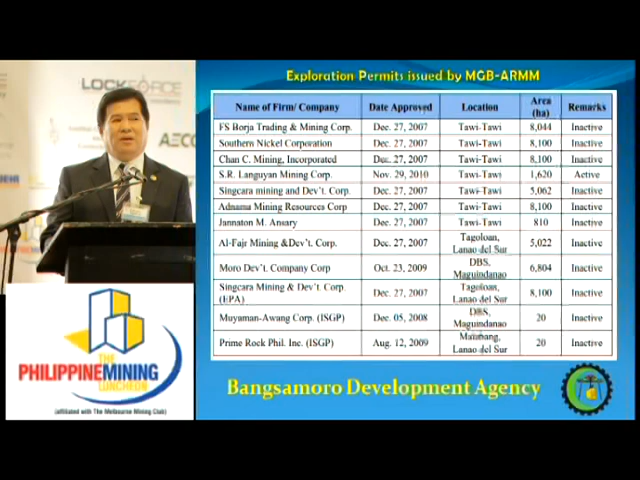 LOCKFORCE
AECO
Exploration Permits issued by MGB-ARMM
Name of Firm/ Company Date Approved Location Area (ha) Remarks
FS Borja Trading & Mining Corp. Dec. 27, 2007 Tawi-Tawi 8,044 Inactive
Southern Nickel Corporation Dec. 27, 2007 Tawi-Tawi 8,100 Inactive
Chan C. Mining, Incorporated Dec. 27, 2007 Tawi-Tawi 8,100 Inactive
S.R. Languyan Mining Corp. Nov. 29, 2010 Tawi-Tawi 1,620 Active
Singcara mining and Dev't. Corp. Dec. 27, 2007 Tawi-Tawi 5,062 Inactive
Adnama Mining Resources Corp Dec. 27, 2007 Tawi-Tawi 8,100 Inactive
Jannaton M. Ansary Dec. 27, 2007 Tawi-Tawi 810 Inactive
Al-Fajr Mining &Dev't. Corp. Dec. 27, 2007 Tagoloan, Lanao del Sur 5,022 Inactive
Moro Dev't. Company Corp Oct. 23, 2009 DBS, Maguindanao 6,804 Inactive
Singcara Mining & Dev't. Corp. (EPA) Dec. 27, 2007 Tagoloan, Lanao del Sur 8,100 Inactive
Muyaman-Awang Corp. (ISGP) Dec. 05, 2008 DBS, Maguindanao 20 Inactive
Prime Rock Phil. Inc. (ISGP) Aug. 12, 2009 Lanao del Sur 20 Inactive
Bangsamoro Development Agency
THE
PHILIPPINEMINING
LUNCHEON
(affiliated with The Melbourne Mining Club)